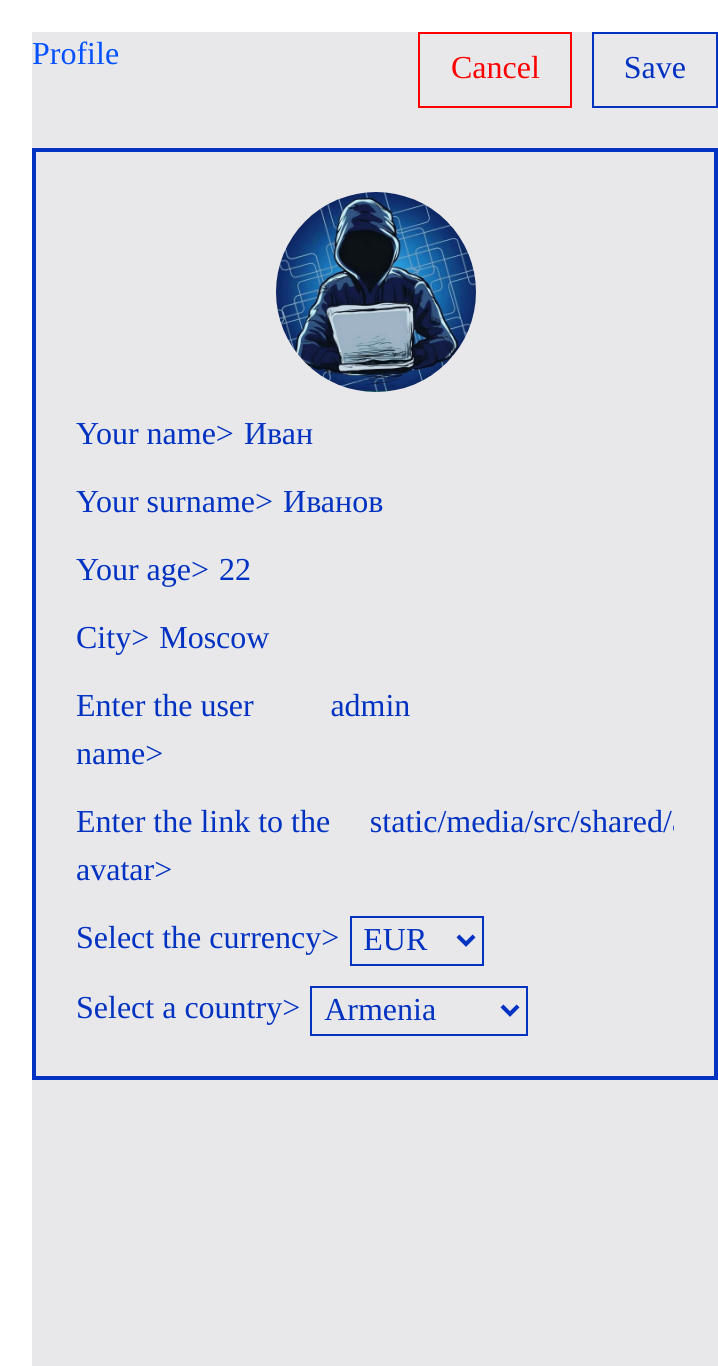 Profile
Cancel
Save
Your name> Иван
Your surname> Иванов
Your age> 22
City> Moscow
Enter the user admin
name>
Enter the link to the static/media/src/shared/
avatar>
Select the currency> EUR
Select a country> Armenia